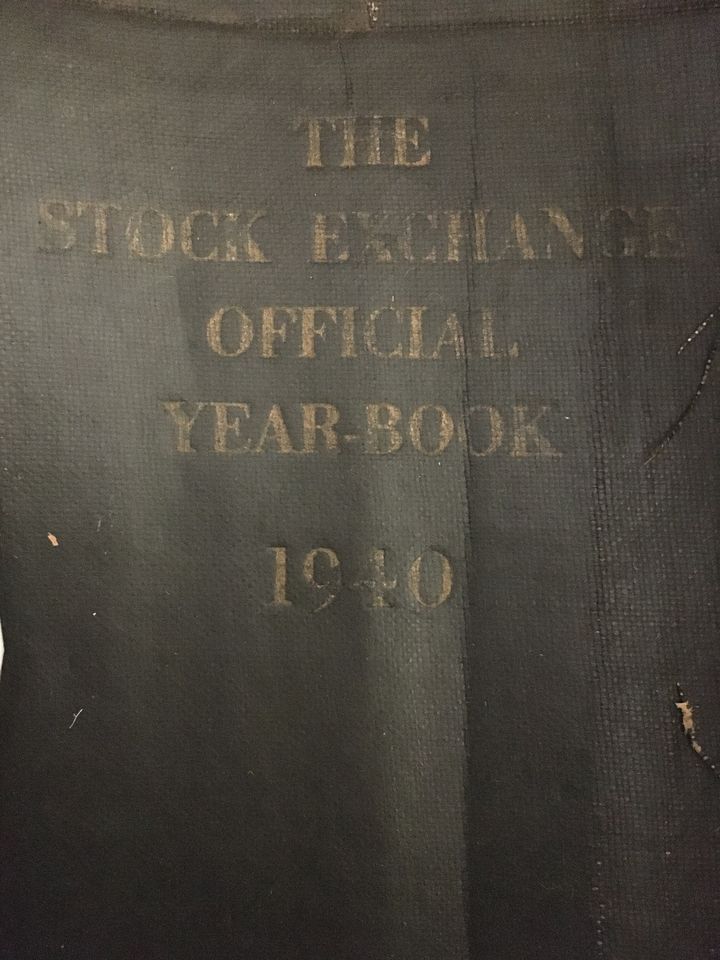 THE
STOCK EXCHANGE
OFFICIAL
YEAR-BOOK
1940